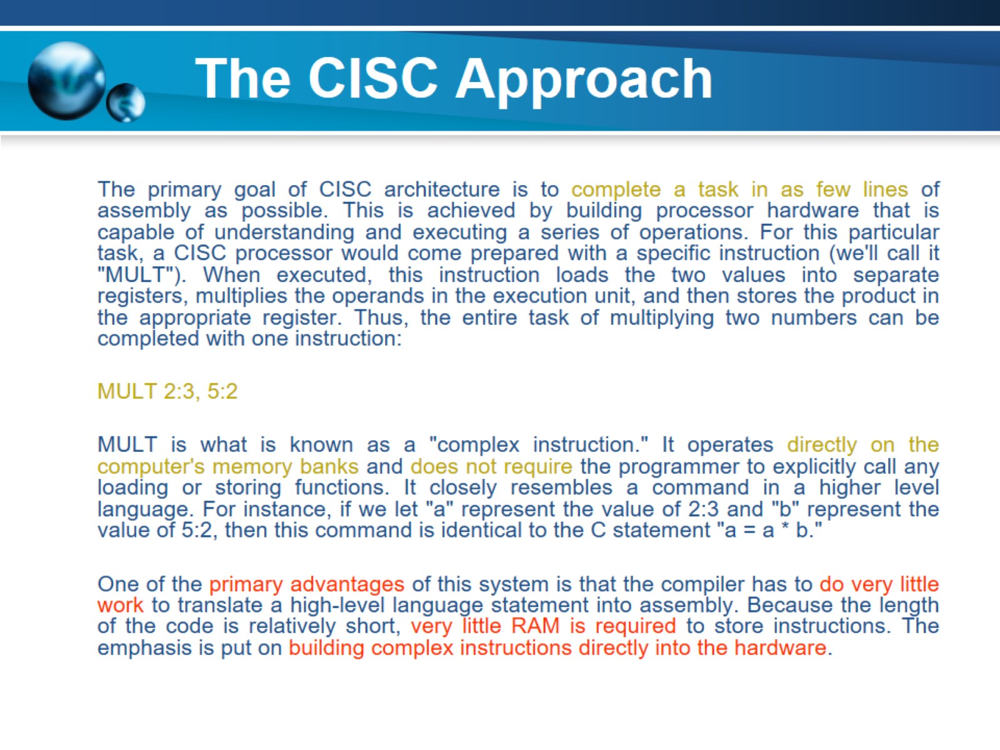 The CISC Approach
The primary goal of CISC architecture is to complete a task in as few lines of
assembly as possible. This is achieved by building processor hardware that is
capable of understanding and executing a series of operations. For this particular
task, a CISC processor would come prepared with a specific instruction (we'll call it
"MULT"). When executed, this instruction loads the two values into separate
registers, multiplies the operands in the execution unit, and then stores the product in
the appropriate register. Thus, the entire task of multiplying two numbers can be
completed with one instruction:
MULT 2:3, 5:2
MULT is what is known as a "complex instruction." It operates directly on the
computer's memory banks and does not require the programmer to explicitly call any
loading or storing functions. It closely resembles a command in a higher level
language. For instance, if we let "a" represent the value of 2:3 and "b" represent the
value of 5:2, then this command is identical to the C statement "a = a * b."
One of the primary advantages of this system is that the compiler has to do very little
work to translate a high-level language statement into assembly. Because the length
of the code is relatively short, very little RAM is required to store instructions. The
emphasis is put on building complex instructions directly into the hardware.